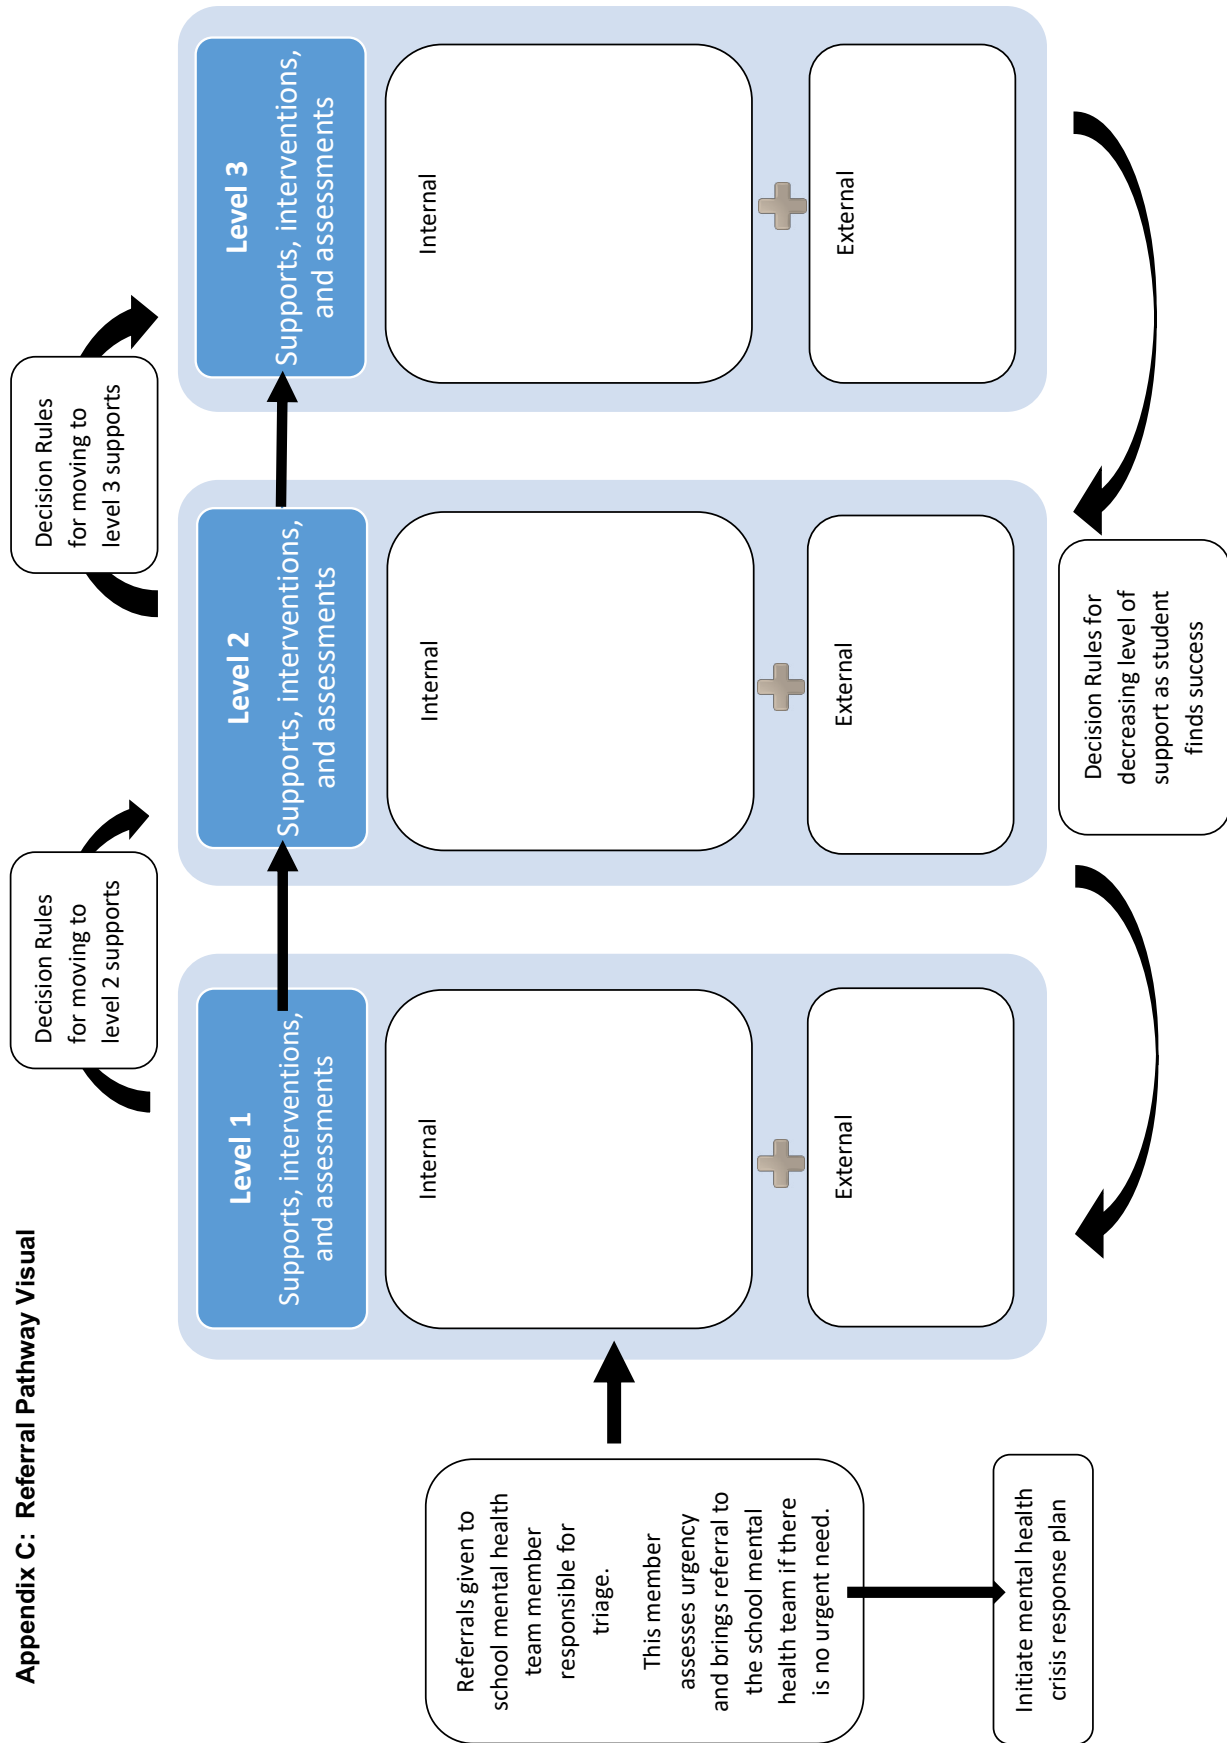 Appendix C:  Referral Pathway Visual
Referrals given to
school mental health
team member
responsible for
triage.
This member
assesses urgency
and brings referral to
the school mental
health team if there
is no urgent need.
Initiate mental health
crisis response plan
Decision Rules
for moving to
level 2 supports
Level 1
Supports, interventions,
and assessments
Internal
External
Decision Rules
for moving to
level 3 supports
Level 2
Supports, interventions,
and assessments
Internal
External
Level 3
Supports, interventions,
and assessments
Internal
External
Decision Rules for
decreasing level of
support as student
finds success